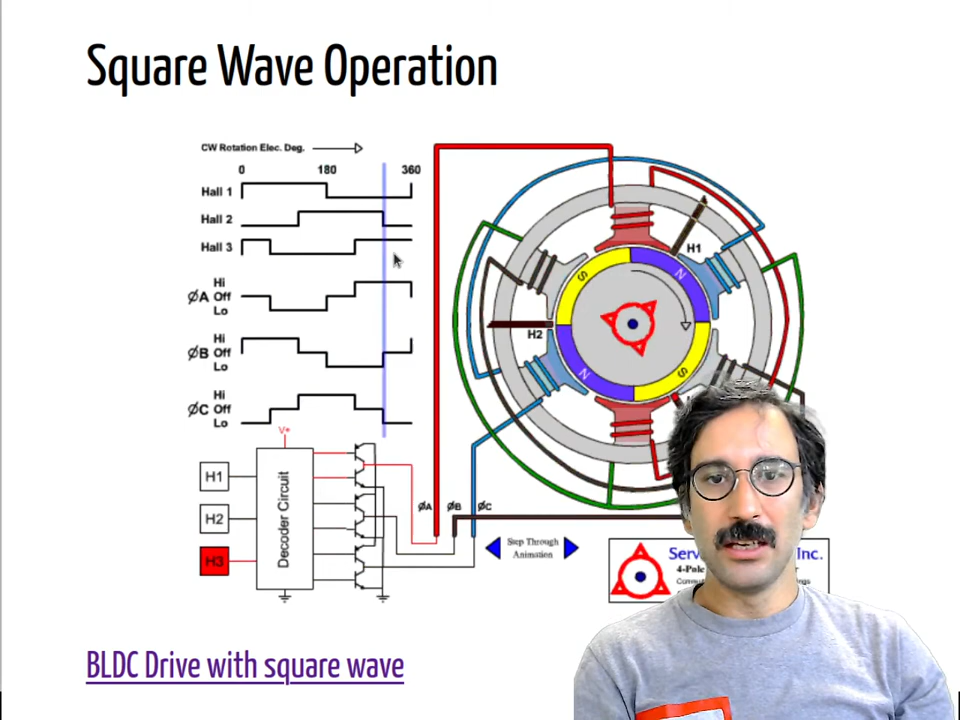 Square Wave Operation
CW Rotation Elec. Deg.
0 180 360
Hall 1
Hall 2
Hall 3
Hi
ØA Off
Lo
Hi
ØB Off
Lo
Hi
ØC Off
Lo
V+
H1
H2
H3
Decoder Circuit
ØA ØB ØC
S
N
H1
H2
N
S
Step Through
Animation
Serv Inc.
4-Pole
BLDC Drive with square wave